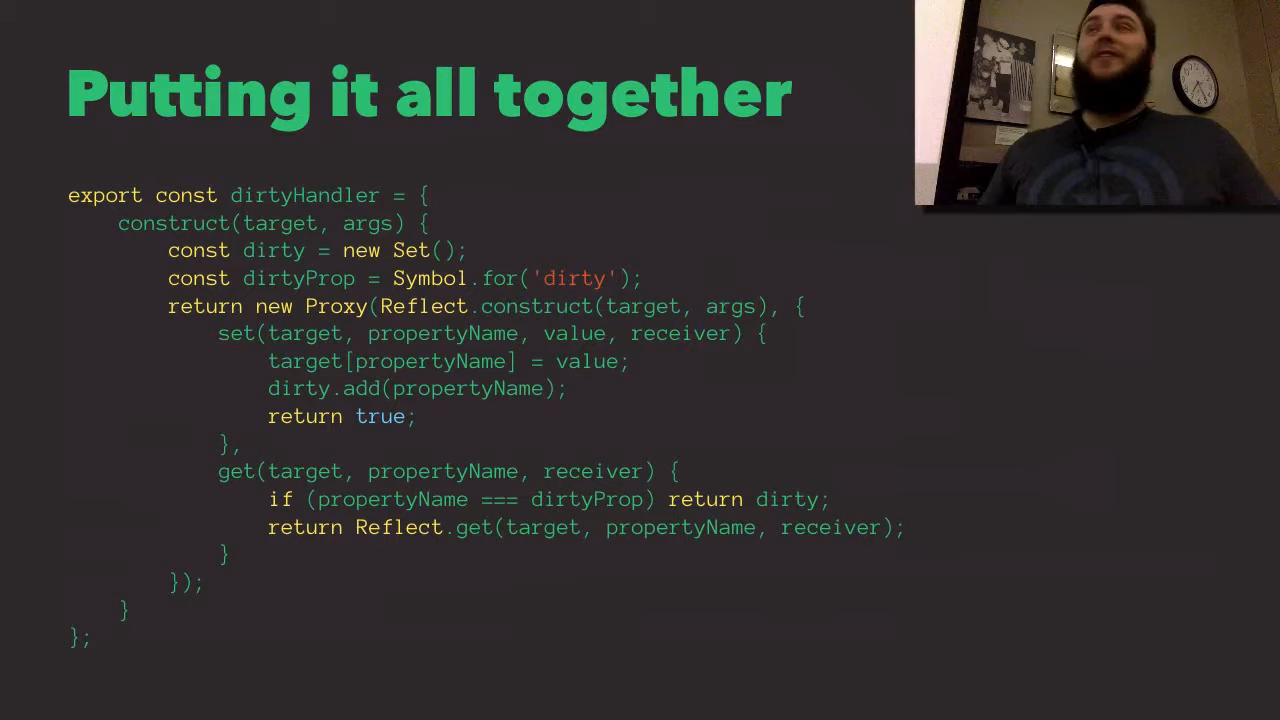 Putting it all together
export const dirtyHandler = {
    construct(target, args) {
        const dirty = new Set();
        const dirtyProp = Symbol.for('dirty');
        return new Proxy(Reflect.construct(target, args), {
            set(target, propertyName, value, receiver) {
                target[propertyName] = value;
                dirty.add(propertyName);
                return true;
            },
            get(target, propertyName, receiver) {
                if (propertyName === dirtyProp) return dirty;
                return Reflect.get(target, propertyName, receiver);
            }
        });
    }
};